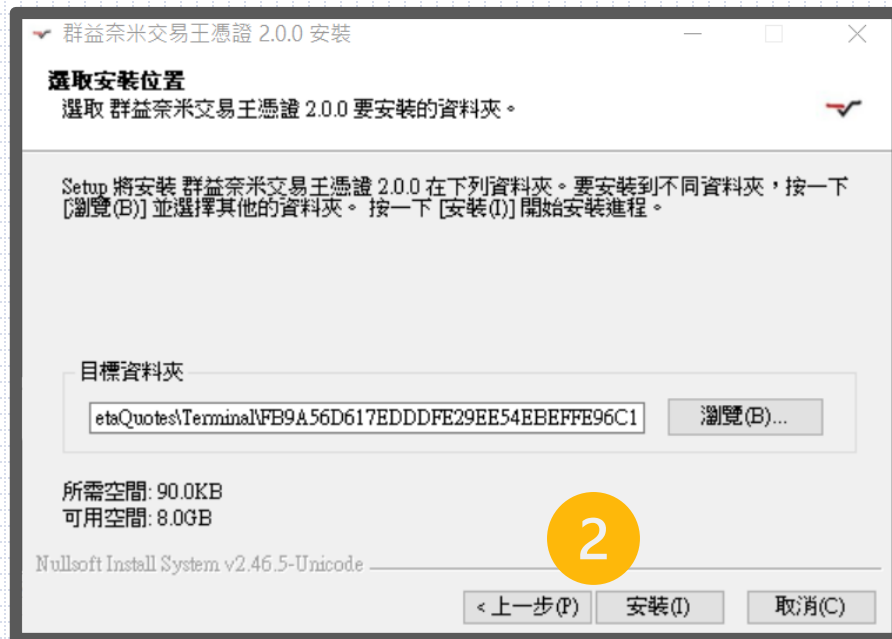 群益奈米交易王憑證 2.0.0 安裝
選取安裝位置
選取 群益奈米交易王憑證 2.0.0 要安裝的資料夾。
Setup 將安裝 群益奈米交易王憑證 2.0.0 在下列資料夾。要安裝到不同資料夾，按一下
[瀏覽(B)] 並選擇其他的資料夾。 按一下 [安裝(I)] 開始安裝進程。
目標資料夾
etaQuotes\Terminal\FB9A56D617EDDDFE29EE54EBEFFE96C1
瀏覽(B)...
所需空間: 90.0KB
可用空間: 8.0GB
2
Nullsoft Install System v2.46.5-Unicode
< 上一步(P)
安裝(I)
取消(C)